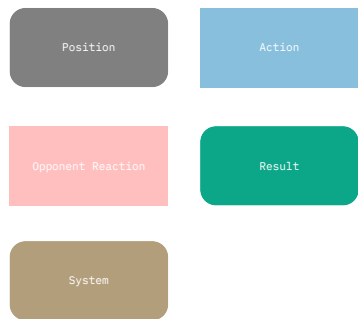 Position
Action
Opponent Reaction
Result
System